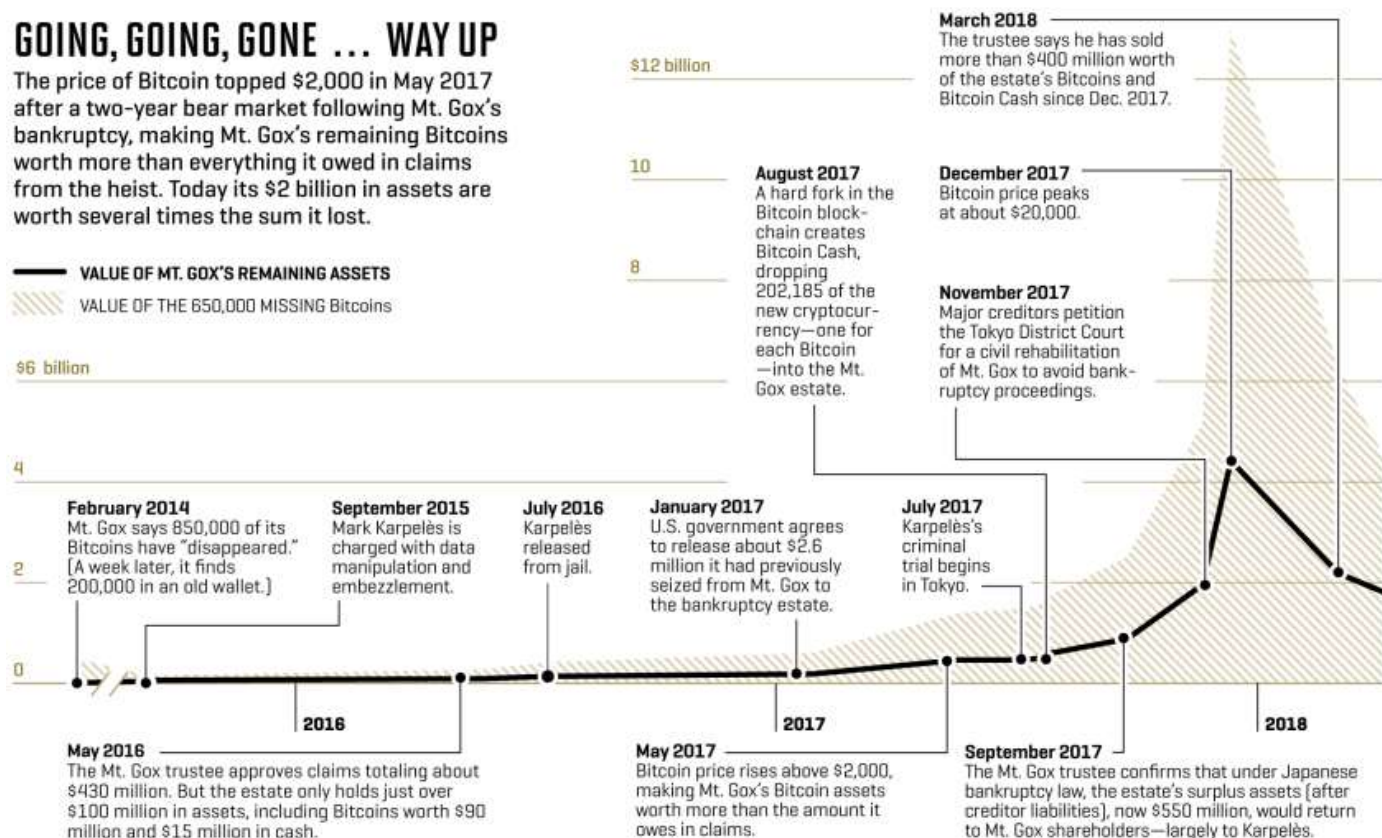 GOING, GOING, GONE ... WAY UP
The price of Bitcoin topped $2,000 in May 2017
after a two-year bear market following Mt. Gox's
bankruptcy, making Mt. Gox's remaining Bitcoins
worth more than everything it owed in claims
from the heist. Today its $2 billion in assets are
worth several times the sum it lost.
VALUE OF MT. GOX'S REMAINING ASSETS
VALUE OF THE 650,000 MISSING Bitcoins
$12 billion
10
8
$6 billion
4
2
0
February 2014
Mt. Gox says 850,000 of its
Bitcoins have "disappeared."
(A week later, it finds
200,000 in an old wallet.)
September 2015
Mark Karpelès is
charged with data
manipulation and
embezzlement.
July 2016
Karpelès
released
from jail.
January 2017
U.S. government agrees
to release about $2.6
million it had previously
seized from Mt. Gox to
the bankruptcy estate.
July 2017
Karpelès's
criminal
trial begins
in Tokyo.
August 2017
A hard fork in the
Bitcoin block-
chain creates
Bitcoin Cash,
dropping
202,185 of the
new cryptocur-
rency—one for
each Bitcoin
—into the Mt.
Gox estate.
March 2018
The trustee says he has sold
more than $400 million worth
of the estate's Bitcoins and
Bitcoin Cash since Dec. 2017.
December 2017
Bitcoin price peaks
at about $20,000.
November 2017
Major creditors petition
the Tokyo District Court
for a civil rehabilitation
of Mt. Gox to avoid bank-
ruptcy proceedings.
2016
2017
2018
May 2016
The Mt. Gox trustee approves claims totaling about
$430 million. But the estate only holds just over
$100 million in assets, including Bitcoins worth $90
million and $15 million in cash.
May 2017
Bitcoin price rises above $2,000,
making Mt. Gox's Bitcoin assets
worth more than the amount it
owes in claims.
September 2017
The Mt. Gox trustee confirms that under Japanese
bankruptcy law, the estate's surplus assets (after
creditor liabilities), now $550 million, would return
to Mt. Gox shareholders—largely to Karpelès.